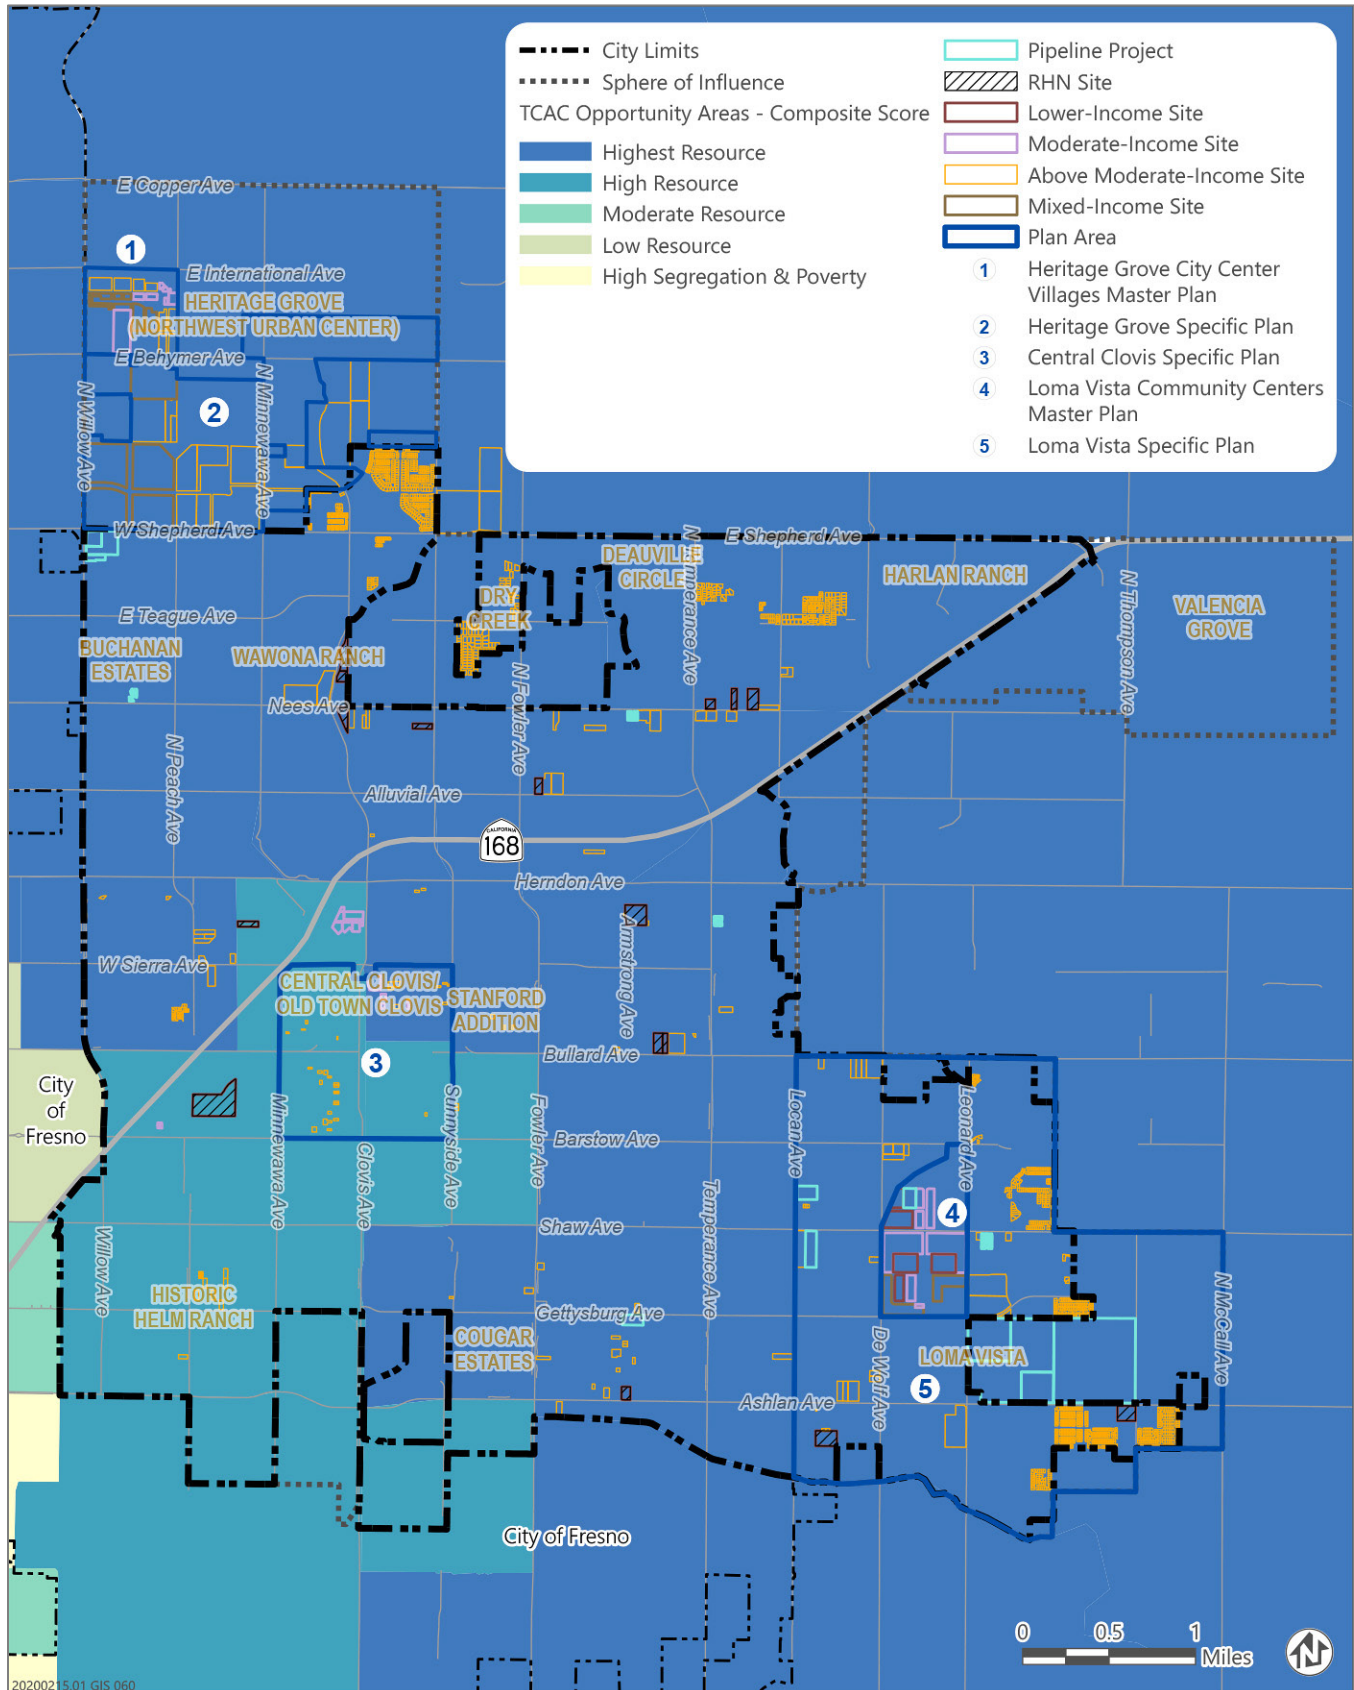 City Limits
Sphere of Influence
TCAC Opportunity Areas - Composite Score
Highest Resource
High Resource
Moderate Resource
Low Resource
High Segregation & Poverty
Pipeline Project
RHN Site
Lower-Income Site
Moderate-Income Site
Above Moderate-Income Site
Mixed-Income Site
Plan Area
1 Heritage Grove City Center
Villages Master Plan
2 Heritage Grove Specific Plan
3 Central Clovis Specific Plan
4 Loma Vista Community Centers
Master Plan
5 Loma Vista Specific Plan
E Copper Ave
1
E International Ave
HERITAGE GROVE
(NORTHWEST URBAN CENTER)
E Behymer Ave
N Willow Ave
2
N Minnewawa Ave
W Shepherd Ave
E Shepherd Ave
DEAUVILLE
CIRCLE
N Temperance Ave
HARLAN RANCH
N Thompson Ave
VALENCIA
GROVE
DRY
CREEK
E Teague Ave
BUCHANAN
ESTATES
WAWONA RANCH
Nees Ave
N Fowler Ave
N Peach Ave
Alluvial Ave
CALIFORNIA
168
Herndon Ave
Armstrong Ave
W Sierra Ave
CENTRAL CLOVIS/
OLD TOWN CLOVIS
STANFORD
ADDITION
3
Bullard Ave
City
of
Fresno
Minnewawa Ave
Clovis Ave
Sunnyside Ave
Fowler Ave
Barstow Ave
Locan Ave
Leonard Ave
4
Shaw Ave
Temperance Ave
Willow Ave
HISTORIC
HELM RANCH
Gettysburg Ave
COUGAR
ESTATES
De Wolf Ave
LOMA VISTA
N McCall Ave
5
Ashlan Ave
City of Fresno
0 0.5 1
Miles
N
20200215.01 GIS 060